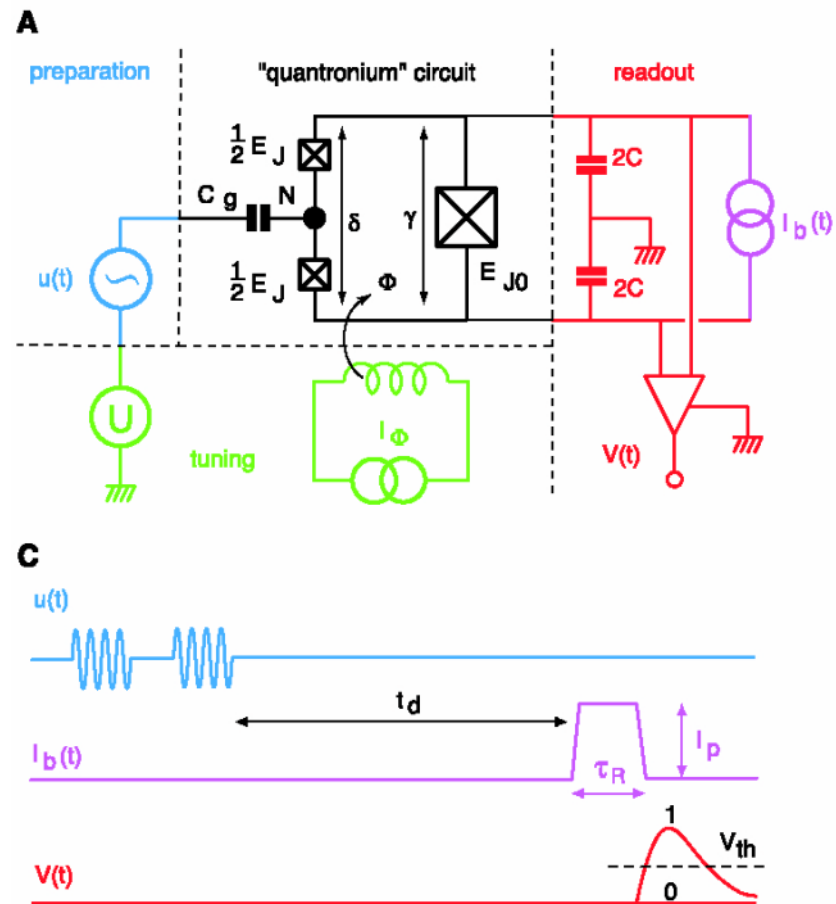 A
preparation
"quantronium" circuit
readout
½ E_J
C_g
N
δ
γ
Φ
½ E_J
E_J0
2C
2C
I_b(t)
u(t)
U
tuning
I_Φ
V(t)
C
u(t)
t_d
I_b(t)
I_p
τ_R
1
V_th
V(t)
0